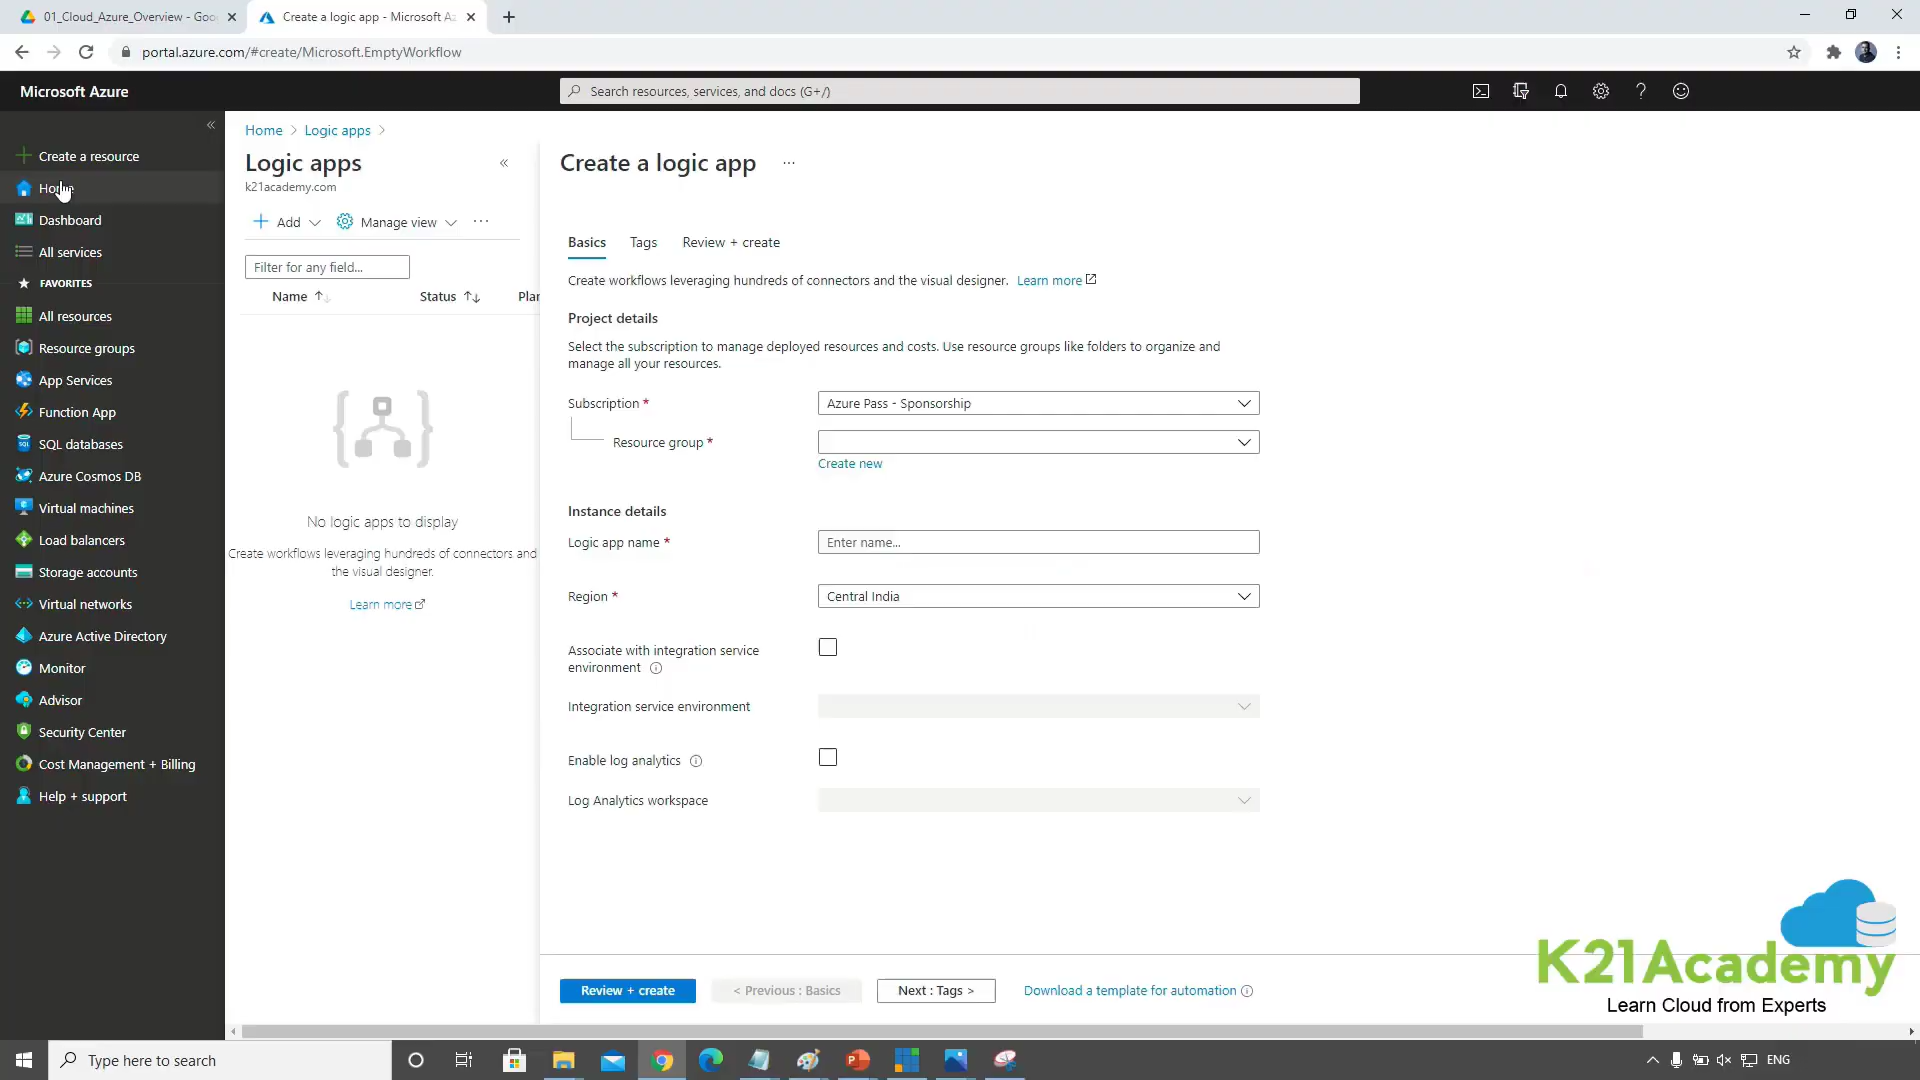 01_Cloud_Azure_Overview - Goo
Create a logic app - Microsoft Az
portal.azure.com/#create/Microsoft.EmptyWorkflow
Microsoft Azure
Search resources, services, and docs (G+/)
Create a resource
Home
Dashboard
All services
FAVORITES
All resources
Resource groups
App Services
Function App
SQL databases
Azure Cosmos DB
Virtual machines
Load balancers
Storage accounts
Virtual networks
Azure Active Directory
Monitor
Advisor
Security Center
Cost Management + Billing
Help + support
Home > Logic apps >
Logic apps
k21academy.com
+ Add
Manage view
...
Filter for any field...
Name
Status
Plan
No logic apps to display
Create workflows leveraging hundreds of connectors and
the visual designer.
Learn more
Create a logic app ...
Basics
Tags
Review + create
Create workflows leveraging hundreds of connectors and the visual designer. Learn more
Project details
Select the subscription to manage deployed resources and costs. Use resource groups like folders to organize and
manage all your resources.
Subscription *
Azure Pass - Sponsorship
Resource group *
Create new
Instance details
Logic app name *
Enter name...
Region *
Central India
Associate with integration service
environment
Integration service environment
Enable log analytics
Log Analytics workspace
Review + create
< Previous : Basics
Next : Tags >
Download a template for automation
K21Academy
Learn Cloud from Experts
Type here to search
ENG